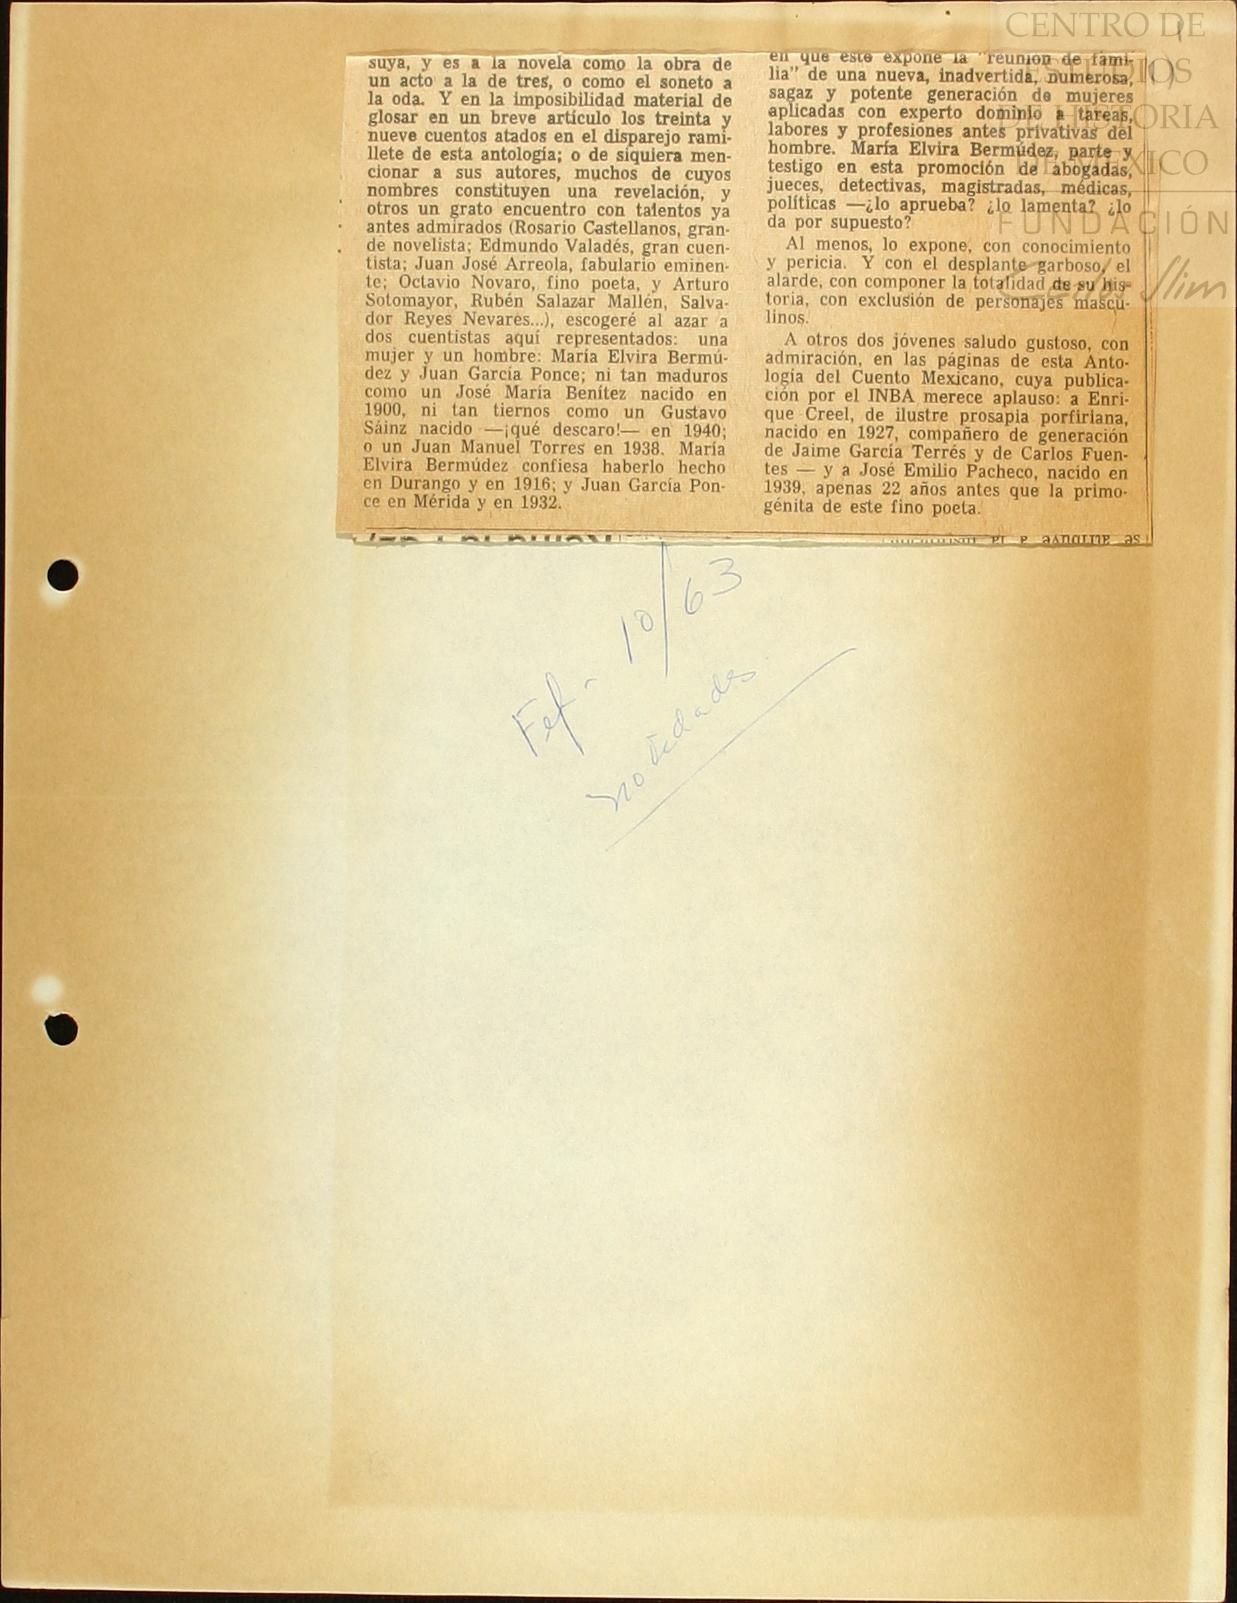 suya, y es a la novela como la obra de
un acto a la de tres, o como el soneto a
la oda. Y en la imposibilidad material de
glosar en un breve artículo los treinta y
nueve cuentos atados en el disparejo rami-
llete de esta antología; o de siquiera men-
cionar a sus autores, muchos de cuyos
nombres constituyen una revelación, y
otros un grato encuentro con talentos ya
antes admirados (Rosario Castellanos, gran-
de novelista; Edmundo Valadés, gran cuen-
tista; Juan José Arreola, fabulario eminen-
te; Octavio Novaro, fino poeta, y Arturo
Sotomayor, Rubén Salazar Mallén, Salva-
dor Reyes Nevares...), escogeré al azar a
dos cuentistas aquí representados: una
mujer y un hombre: María Elvira Bermú-
dez y Juan García Ponce; ni tan maduros
como un José María Benítez nacido en
1900, ni tan tiernos como un Gustavo
Sáinz nacido —¡qué descaro!— en 1940;
o un Juan Manuel Torres en 1938. María
Elvira Bermúdez confiesa haberlo hecho
en Durango y en 1916; y Juan García Pon-
ce en Mérida y en 1932.
en que este expone la "reunión de fami-
lia" de una nueva, inadvertida, numerosa,
sagaz y potente generación de mujeres
aplicadas con experto dominio a tareas,
labores y profesiones antes privativas del
hombre. María Elvira Bermúdez, parte y
testigo en esta promoción de abogadas,
jueces, detectivas, magistradas, médicas,
políticas —¿lo aprueba? ¿lo lamenta? ¿lo
da por supuesto?
Al menos, lo expone, con conocimiento
y pericia. Y con el desplante garboso, el
alarde, con componer la totalidad de su his-
toria, con exclusión de personajes mascu-
linos.
A otros dos jóvenes saludo gustoso, con
admiración, en las páginas de esta Anto-
logía del Cuento Mexicano, cuya publica-
ción por el INBA merece aplauso: a Enri-
que Creel, de ilustre prosapia porfiriana,
nacido en 1927, compañero de generación
de Jaime García Terrés y de Carlos Fuen-
tes — y a José Emilio Pacheco, nacido en
1939, apenas 22 años antes que la primo-
génita de este fino poeta.
10/63
novedades
CENTRO DE
ESTUDIOS
DE HISTORIA
DE MÉXICO
FUNDACIÓN
Carlos Slim